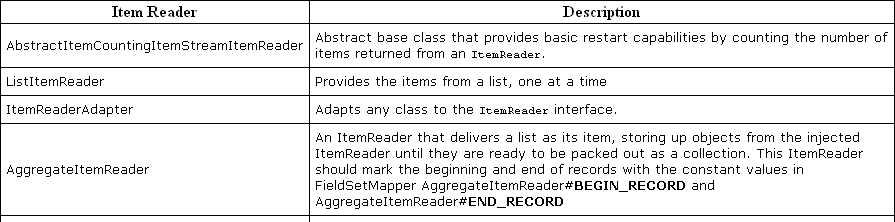 Item Reader
Description
AbstractItemCountingItemStreamItemReader
Abstract base class that provides basic restart capabilities by counting the number of
items returned from an ItemReader.
ListItemReader
Provides the items from a list, one at a time
ItemReaderAdapter
Adapts any class to the ItemReader interface.
AggregateItemReader
An ItemReader that delivers a list as its item, storing up objects from the injected
ItemReader until they are ready to be packed out as a collection. This ItemReader
should mark the beginning and end of records with the constant values in
FieldSetMapper AggregateItemReader#BEGIN_RECORD and
AggregateItemReader#END_RECORD